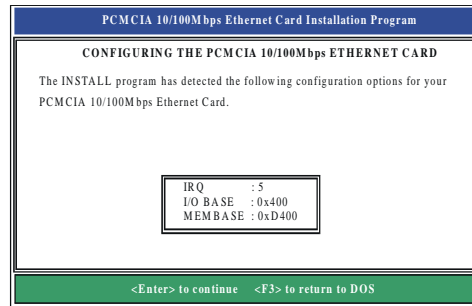 PCMCIA 10/100Mbps Ethernet Card Installation Program
CONFIGURING THE PCMCIA 10/100Mbps ETHERNET CARD
The INSTALL program has detected the following configuration options for your
PCMCIA 10/100Mbps Ethernet Card.
IRQ : 5
I/O BASE : 0x400
MEMBASE : 0xD400
<Enter> to continue <F3> to return to DOS